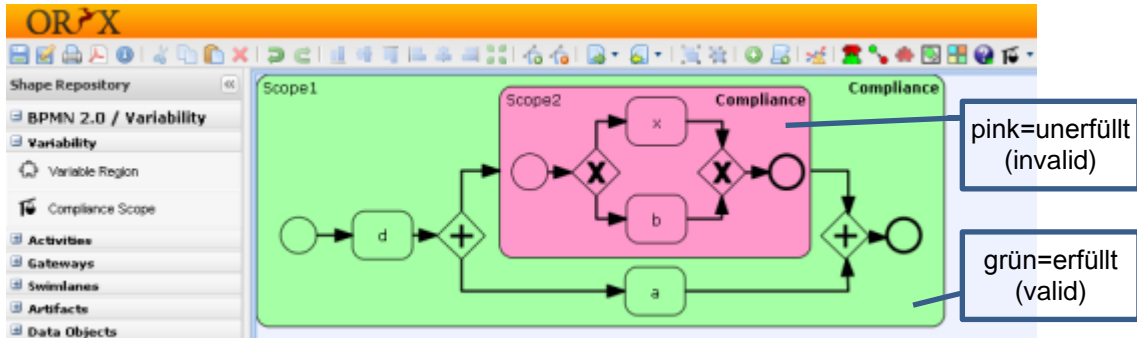 ORYX
Shape Repository
BPMN 2.0 / Variability
Variability
Variable Region
Compliance Scope
Activities
Gateways
Swimlanes
Artifacts
Data Objects
Scope1
Compliance
Scope2
Compliance
x
b
d
a
pink=unerfüllt
(invalid)
grün=erfüllt
(valid)